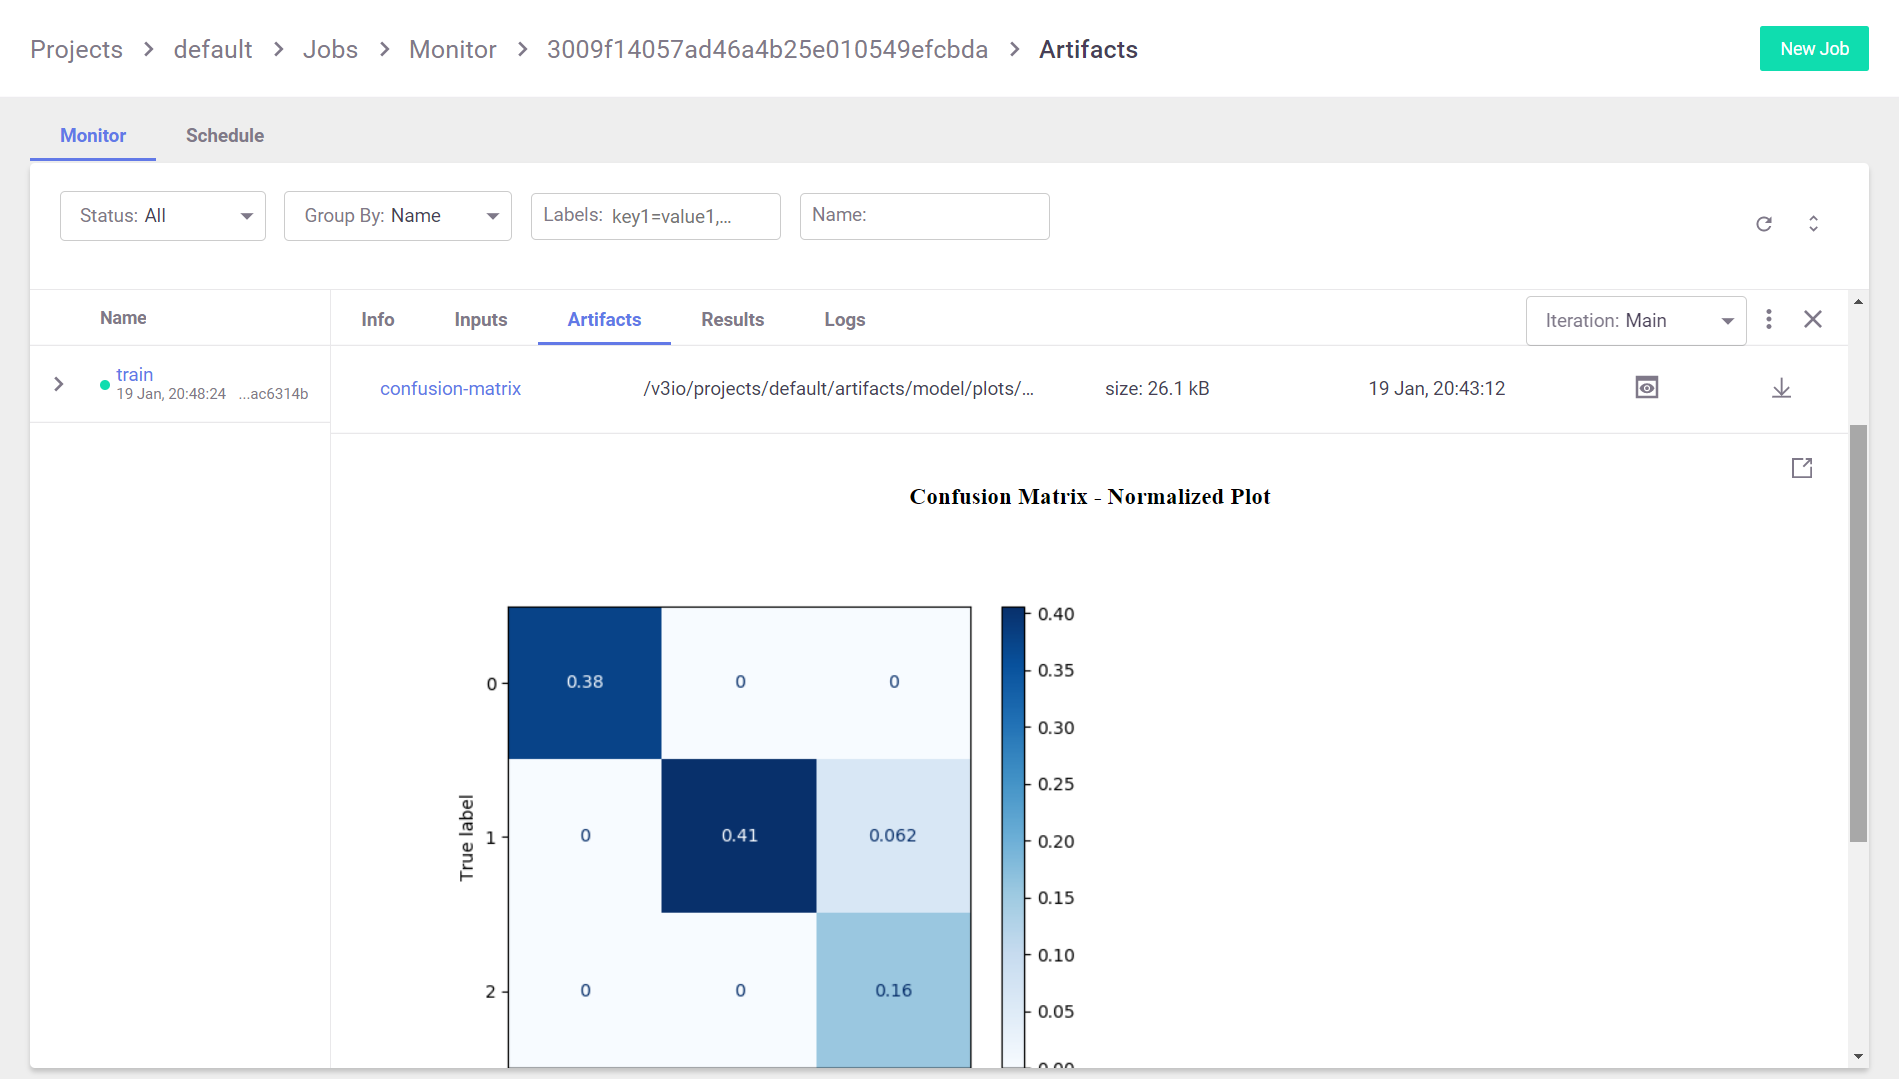 Projects > default > Jobs > Monitor > 3009f14057ad46a4b25e010549efcbda > Artifacts
New Job
Monitor
Schedule
Status: All
Group By: Name
Labels: key1=value1,...
Name:
Name
Info
Inputs
Artifacts
Results
Logs
Iteration: Main
train
19 Jan, 20:48:24 ...ac6314b
confusion-matrix
/v3io/projects/default/artifacts/model/plots/...
size: 26.1 kB
19 Jan, 20:43:12
Confusion Matrix - Normalized Plot
True label
0
0.38
0
0
1
0
0.41
0.062
2
0
0
0.16
0.40
0.35
0.30
0.25
0.20
0.15
0.10
0.05
0.00